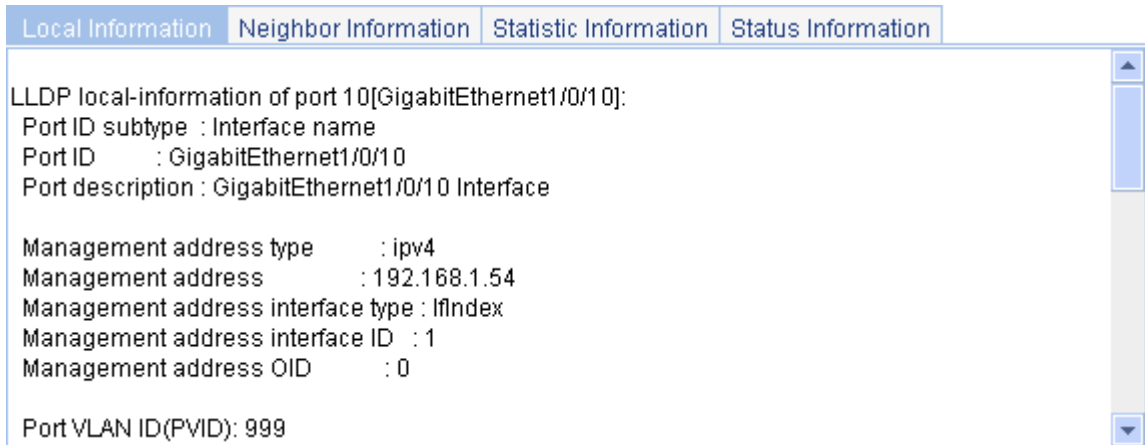 Local Information Neighbor Information Statistic Information Status Information
LLDP local-information of port 10[GigabitEthernet1/0/10]:
Port ID subtype : Interface name
Port ID : GigabitEthernet1/0/10
Port description : GigabitEthernet1/0/10 Interface
Management address type : ipv4
Management address : 192.168.1.54
Management address interface type : IfIndex
Management address interface ID : 1
Management address OID : 0
Port VLAN ID(PVID): 999